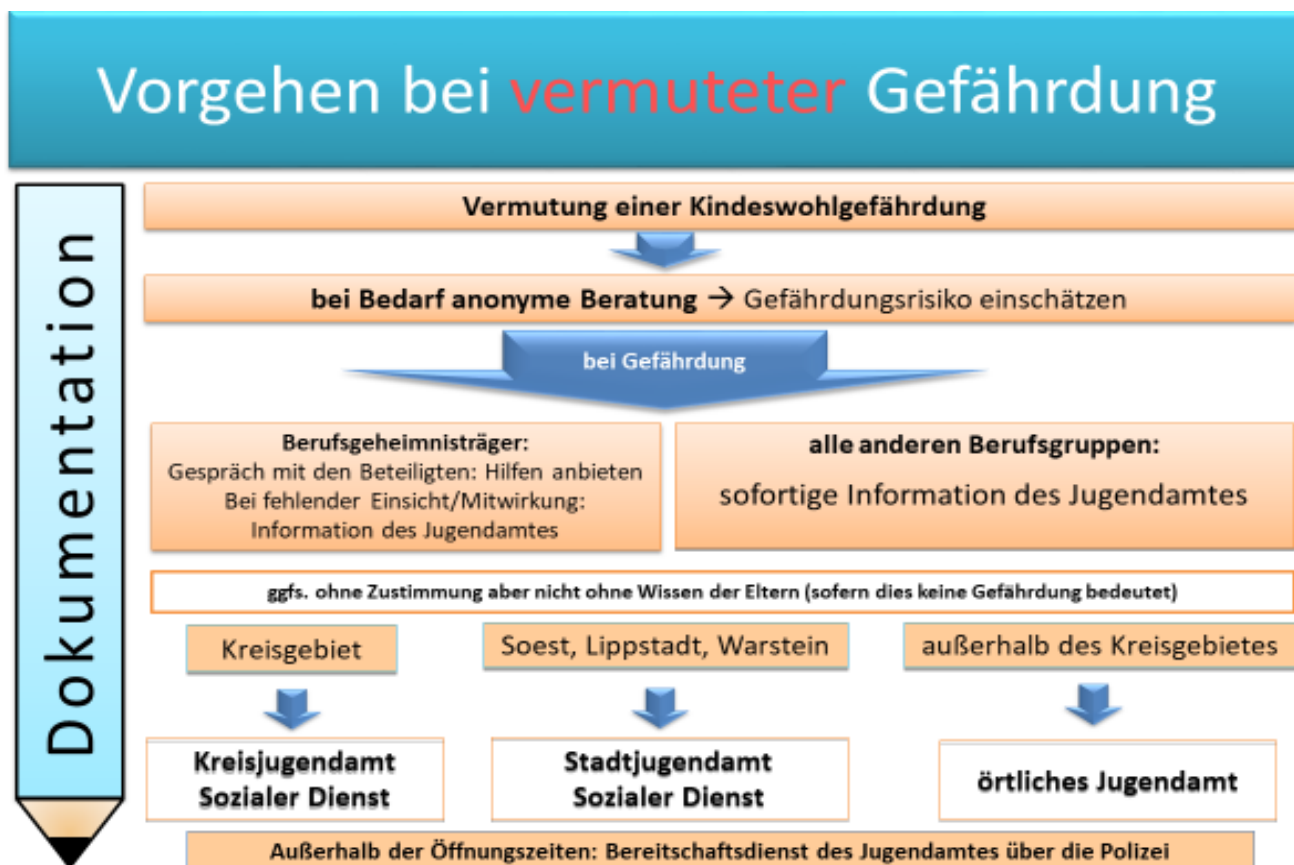 Vorgehen bei vermuteter Gefährdung
Dokumentation
Vermutung einer Kindeswohlgefährdung
bei Bedarf anonyme Beratung → Gefährdungsrisiko einschätzen
bei Gefährdung
Berufsgeheimnisträger:
Gespräch mit den Beteiligten: Hilfen anbieten
Bei fehlender Einsicht/Mitwirkung:
Information des Jugendamtes
alle anderen Berufsgruppen:
sofortige Information des Jugendamtes
ggfs. ohne Zustimmung aber nicht ohne Wissen der Eltern (sofern dies keine Gefährdung bedeutet)
Kreisgebiet
Soest, Lippstadt, Warstein
außerhalb des Kreisgebietes
Kreisjugendamt
Sozialer Dienst
Stadtjugendamt
Sozialer Dienst
örtliches Jugendamt
Außerhalb der Öffnungszeiten: Bereitschaftsdienst des Jugendamtes über die Polizei